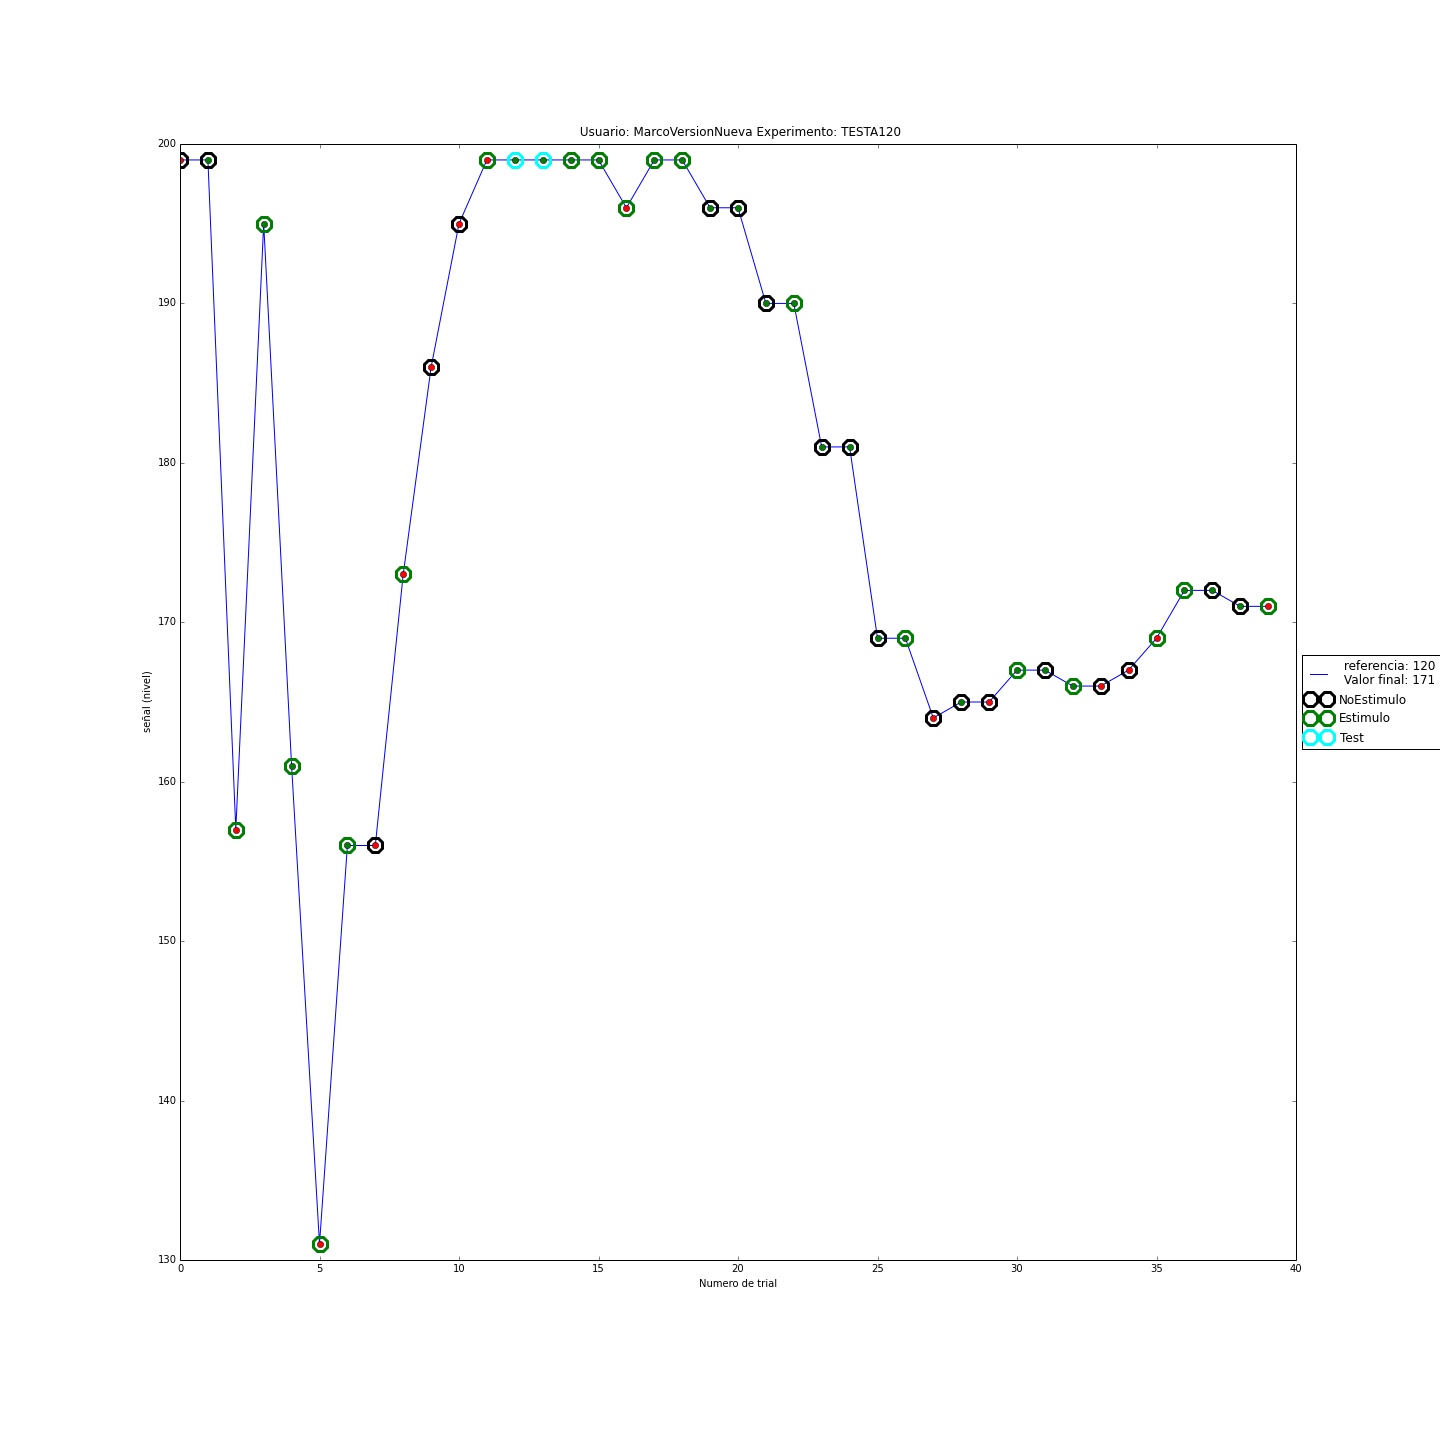 Usuario: MarcoVersionNueva Experimento: TESTA120
200
190
180
170
160
150
140
130
señal (nivel)
0 5 10 15 20 25 30 35 40
Numero de trial
referencia: 120
Valor final: 171
NoEstimulo
Estimulo
Test